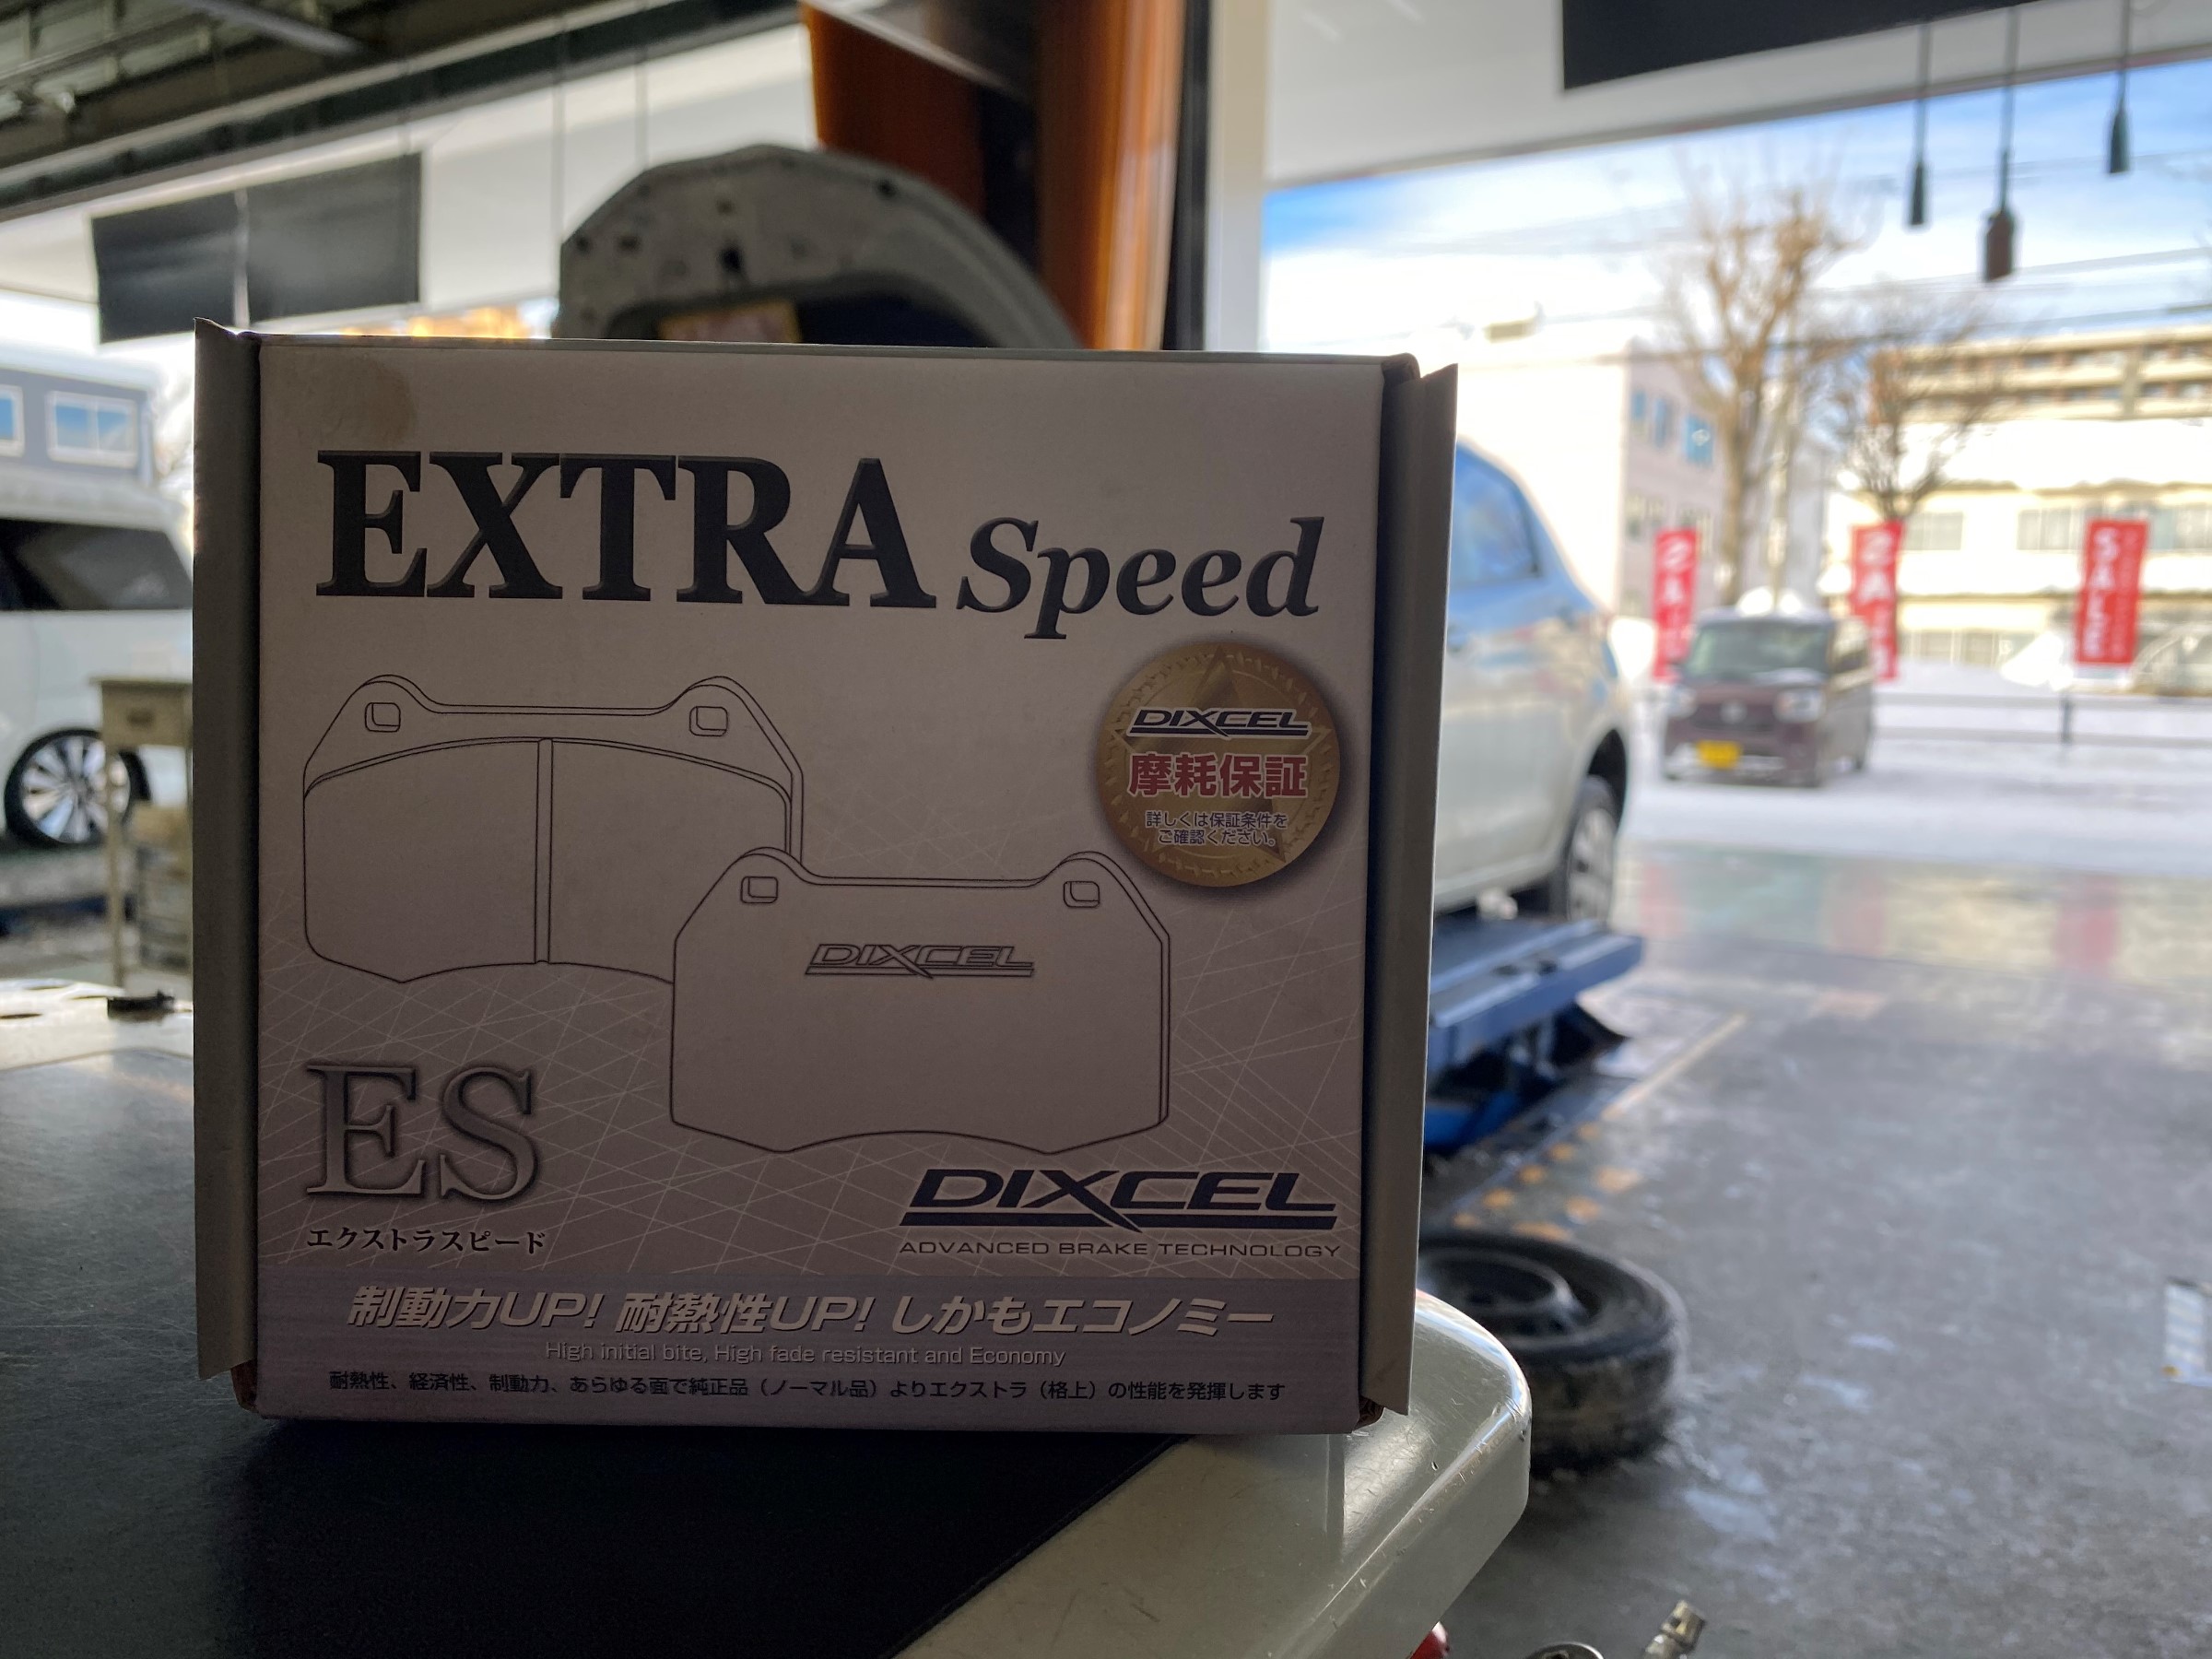 EXTRA Speed
DIXCEL
摩耗保証
詳しくは保証条件を
ご確認ください。
DIXCEL
ES
エクストラスピード
DIXCEL
ADVANCED BRAKE TECHNOLOGY
制動力UP! 耐熱性UP! しかもエコノミー
High initial bite, High fade resistant and Economy
耐熱性、経済性、制動力、あらゆる面で純正品（ノーマル品）よりエクストラ（格上）の性能を発揮します
SALE
SALE
SALE